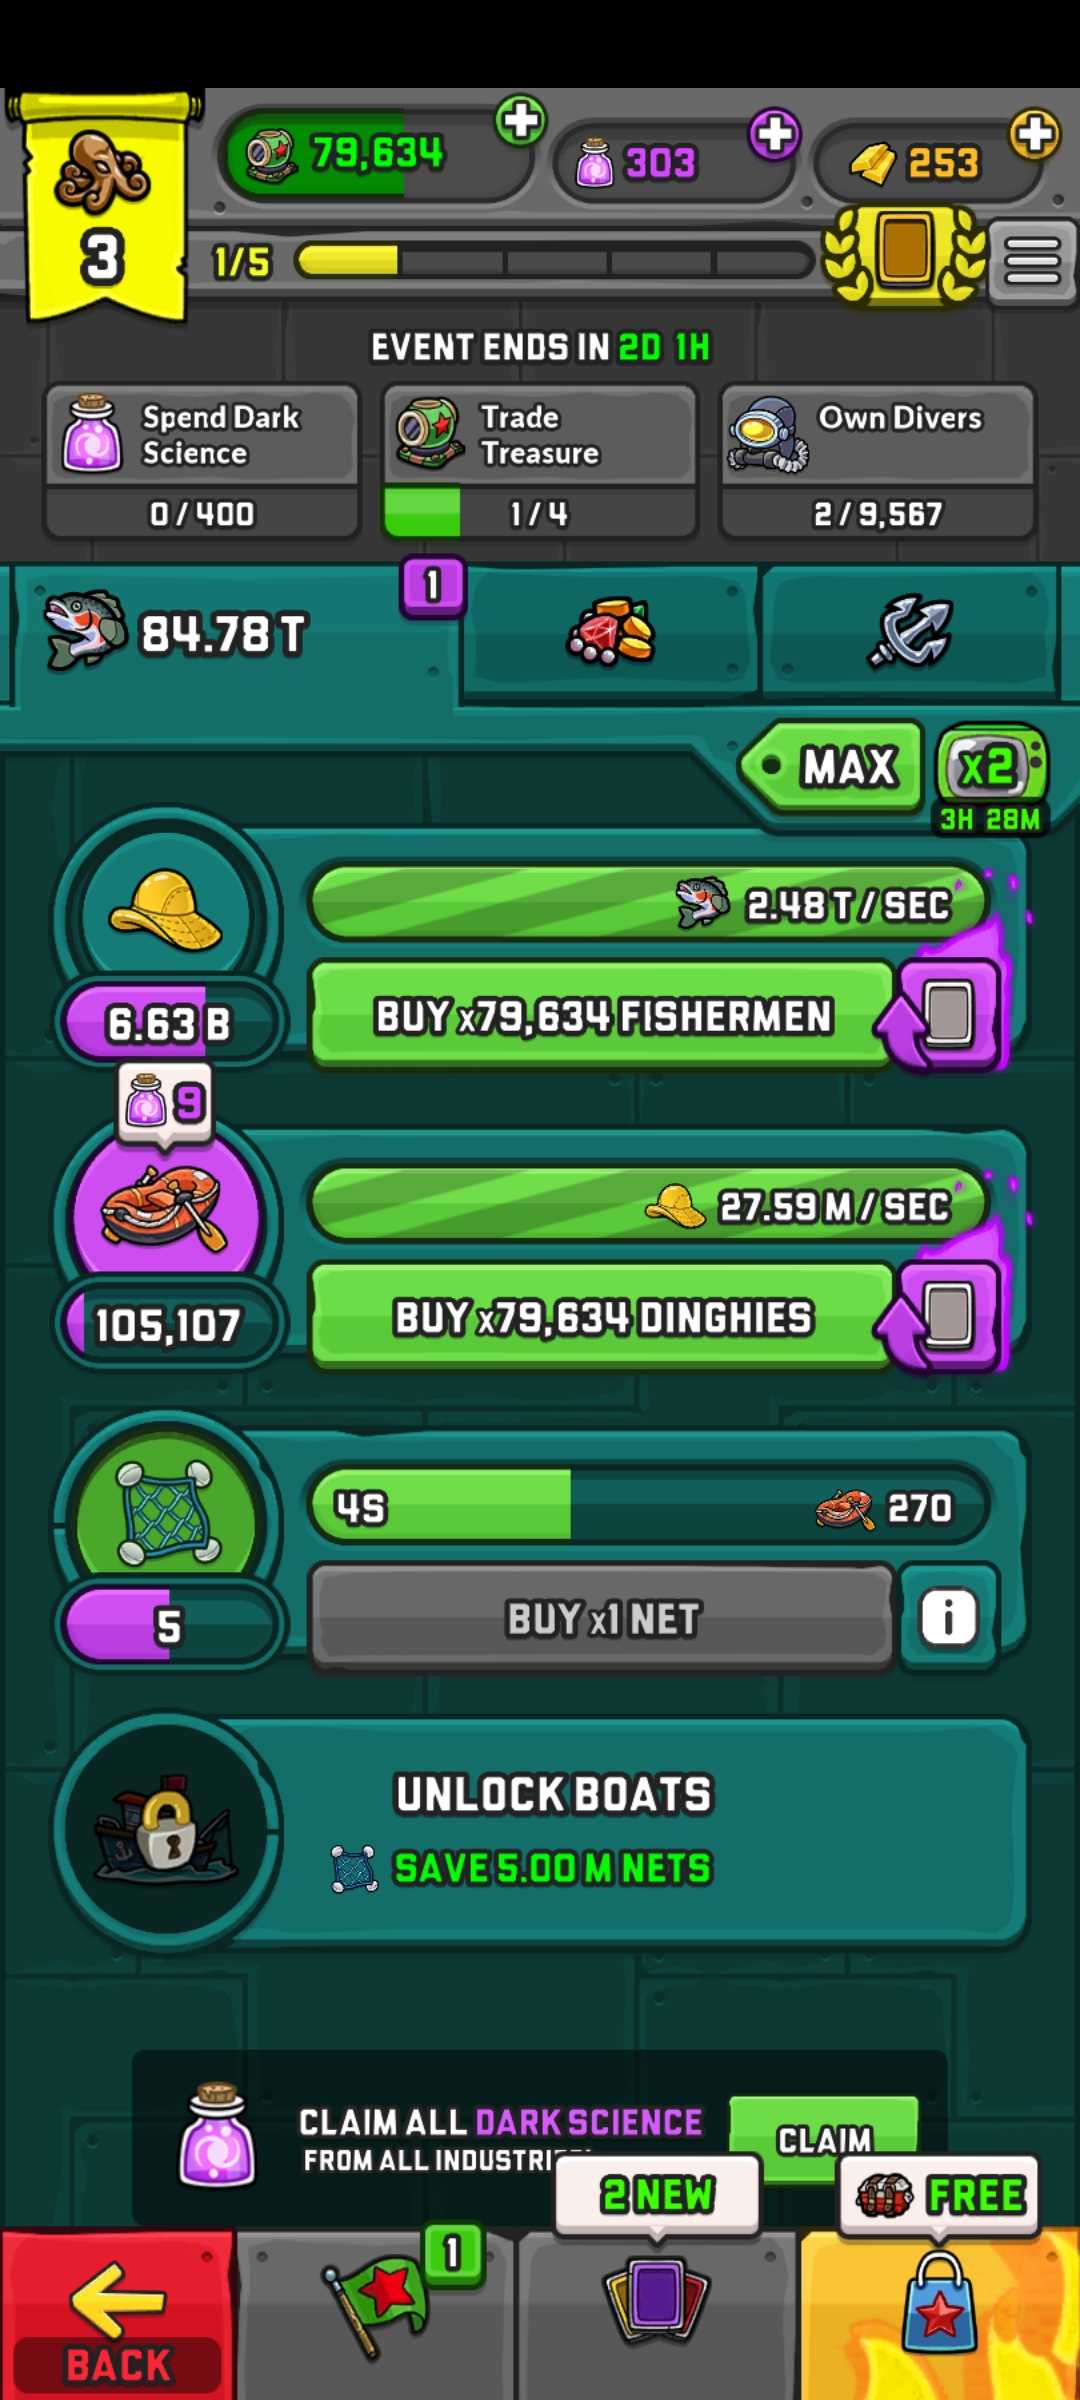 79,634
303
253
3
1/5
EVENT ENDS IN 2D 1H
Spend Dark
Science
0/400
Trade
Treasure
1/4
Own Divers
2/9,567
84.78 T
1
MAX
x2
3H 28M
2.48 T/SEC
6.63 B
BUY x79,634 FISHERMEN
9
27.59 M/SEC
105,107
BUY x79,634 DINGHIES
4S
270
5
BUY x1 NET
i
UNLOCK BOATS
SAVE 5.00 M NETS
CLAIM ALL DARK SCIENCE
FROM ALL
CLAIM
2 NEW
FREE
1
BACK